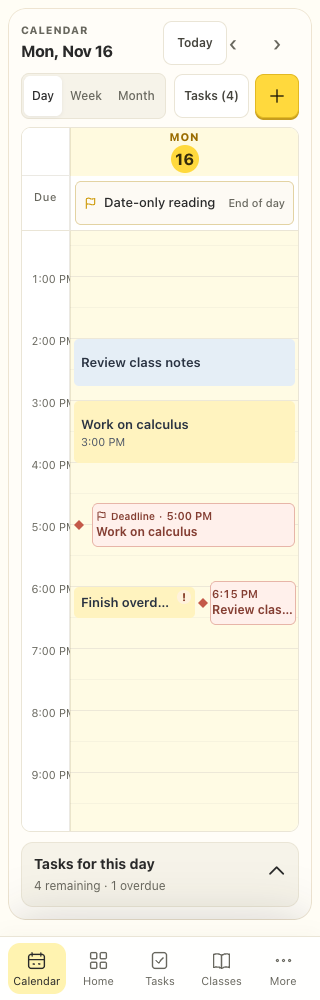 CALENDAR
Mon, Nov 16
Today
Day Week Month
Tasks (4)
MON
16
Due
Date-only reading End of day
1:00 PM
2:00 PM
Review class notes
3:00 PM
Work on calculus
3:00 PM
4:00 PM
Deadline · 5:00 PM
5:00 PM
Work on calculus
6:00 PM
6:15 PM
Finish overd... !
Review clas...
7:00 PM
8:00 PM
9:00 PM
Tasks for this day
4 remaining · 1 overdue
Calendar Home Tasks Classes More